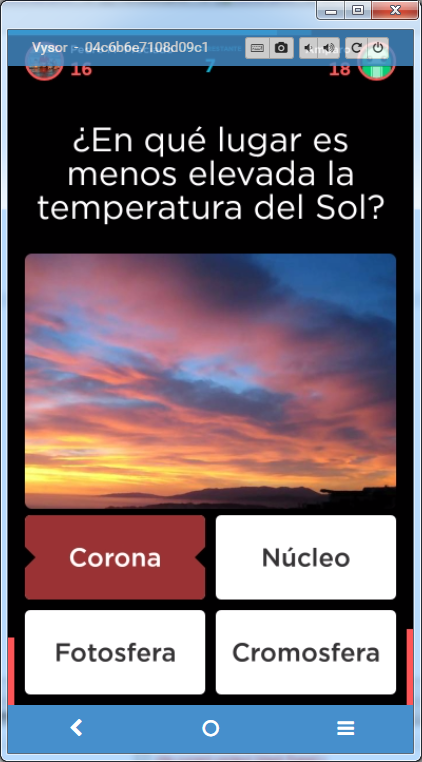 Vysor - 04c6b6e7108d09c1
16
7
18
¿En qué lugar es
menos elevada la
temperatura del Sol?
Corona
Núcleo
Fotosfera
Cromosfera